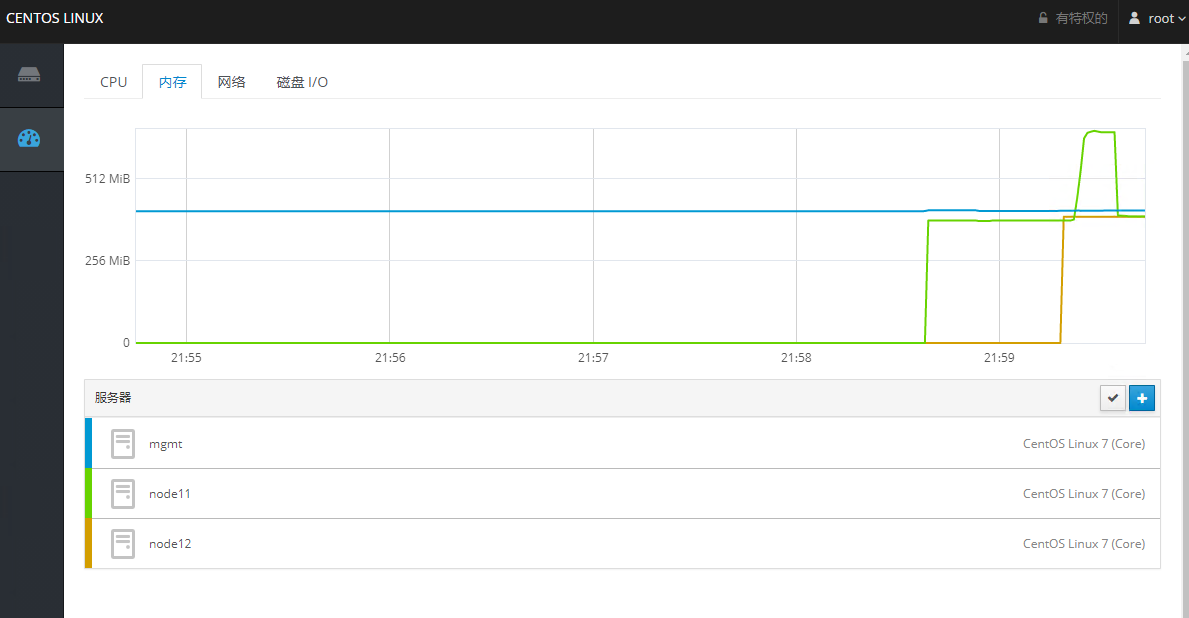 CENTOS LINUX
有特权的
root
CPU
内存
网络
磁盘 I/O
512 MiB
256 MiB
0
21:55
21:56
21:57
21:58
21:59
服务器
mgmt
CentOS Linux 7 (Core)
node11
CentOS Linux 7 (Core)
node12
CentOS Linux 7 (Core)